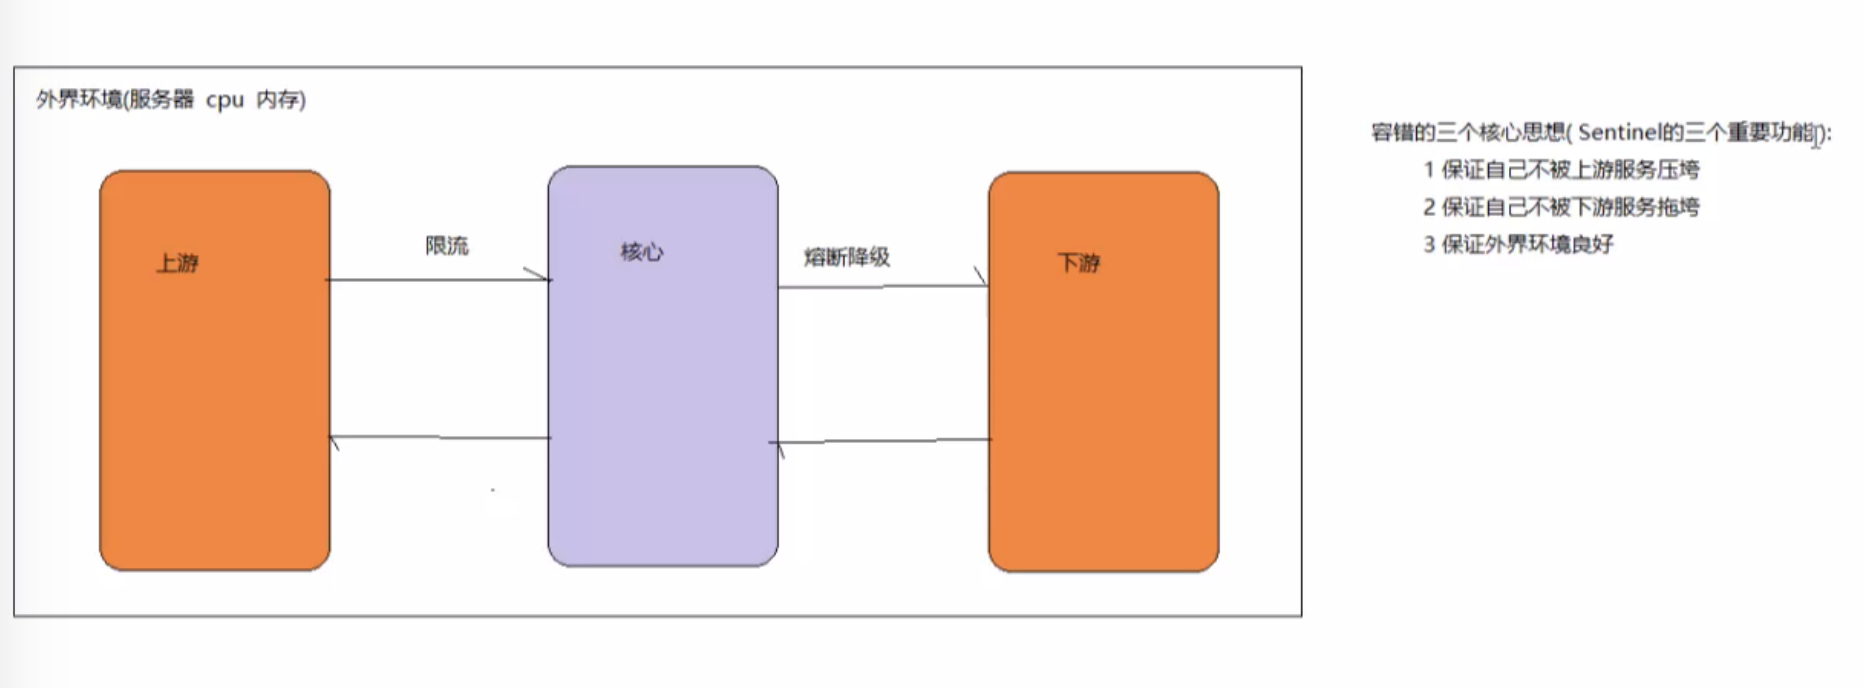 外界环境(服务器 cpu 内存)
上游
限流
核心
熔断降级
下游
容错的三个核心思想( Sentinel的三个重要功能):
1 保证自己不被上游服务压垮
2 保证自己不被下游服务拖垮
3 保证外界环境良好